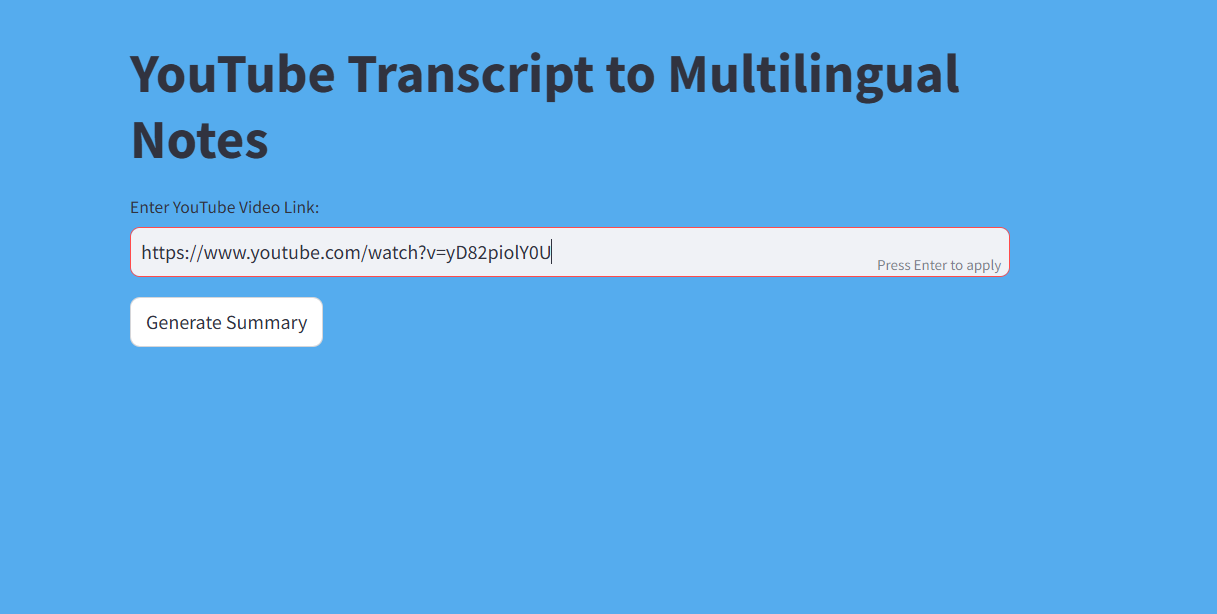 YouTube Transcript to Multilingual
Notes
Enter YouTube Video Link:
https://www.youtube.com/watch?v=yD82piolY0U
Press Enter to apply
Generate Summary